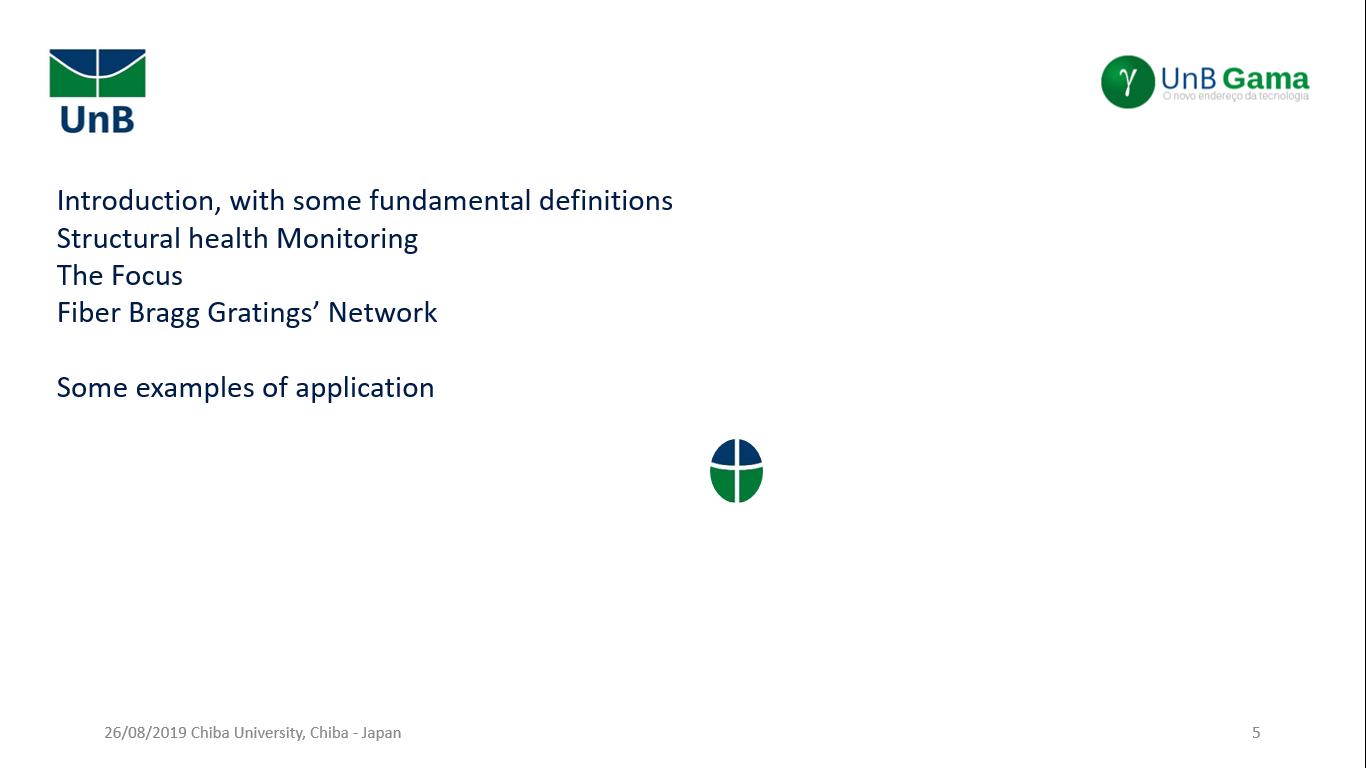 UnB
γ UnB Gama
O novo endereço da tecnologia
Introduction, with some fundamental definitions
Structural health Monitoring
The Focus
Fiber Bragg Gratings’ Network
Some examples of application
26/08/2019 Chiba University, Chiba - Japan
5